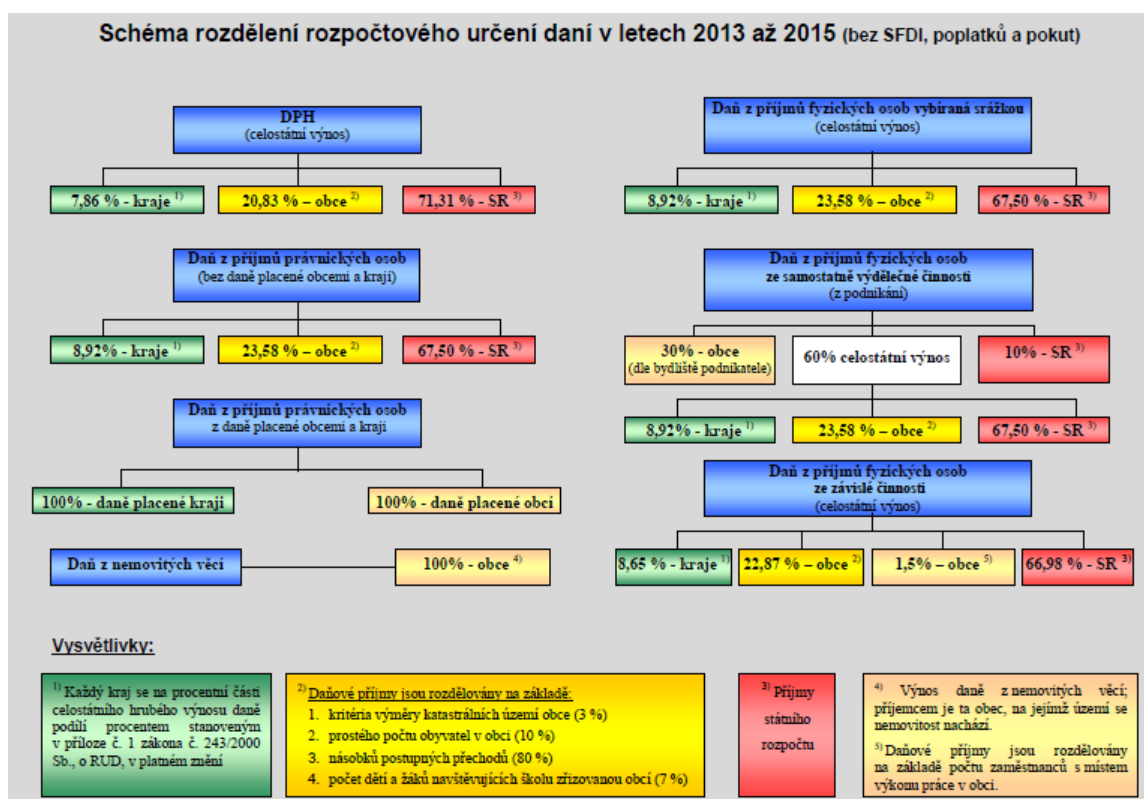 Schéma rozdělení rozpočtového určení daní v letech 2013 až 2015 (bez SFDI, poplatků a pokut)
DPH
(celostátní výnos)
7,86 % - kraje 1)
20,83 % – obce 2)
71,31 % - SR 3)
Daň z příjmů právnických osob
(bez daně placené obcemi a kraji)
8,92% - kraje 1)
23,58 % – obce 2)
67,50 % - SR 3)
Daň z příjmů právnických osob
z daně placené obcemi a kraji
100% - daně placené kraji
100% - daně placené obcí
Daň z nemovitých věcí
100% - obce 4)
Daň z příjmů fyzických osob vybíraná srážkou
(celostátní výnos)
8,92% - kraje 1)
23,58 % – obce 2)
67,50 % - SR 3)
Daň z příjmů fyzických osob
ze samostatně výdělečné činnosti
(z podnikání)
30% - obce
(dle bydliště podnikatele)
60% celostátní výnos
10% - SR 3)
8,92% - kraje 1)
23,58 % – obce 2)
67,50 % - SR 3)
Daň z příjmů fyzických osob
ze závislé činnosti
(celostátní výnos)
8,65 % - kraje 1)
22,87 % – obce 2)
1,5% – obce 5)
66,98 % - SR 3)
Vysvětlivky:
1) Každý kraj se na procentní části
celostátního hrubého výnosu daně
podílí procentem stanoveným
v příloze č. 1 zákona č. 243/2000
Sb., o RUD, v platném znění
2) Daňové příjmy jsou rozdělovány na základě:
1. kritéria výměry katastrálních území obce (3 %)
2. prostého počtu obyvatel v obci (10 %)
3. násobků postupných přechodů (80 %)
4. počet dětí a žáků navštěvujících školu zřizovanou obcí (7 %)
3) Příjmy
státního
rozpočtu
4) Výnos daně z nemovitých věcí;
příjemcem je ta obec, na jejímž území se
nemovitost nachází.
5) Daňové příjmy jsou rozdělovány
na základě počtu zaměstnanců s místem
výkonu práce v obci.